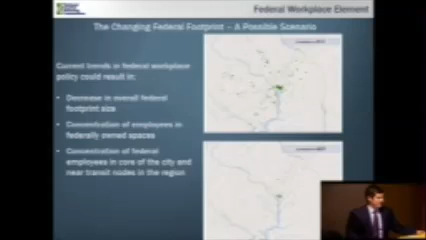 Federal Workplace Element
The Changing Federal Footprint – A Possible Scenario
Current trends in federal workplace
policy could result in:
• Decrease in overall federal
footprint size
• Concentration of employees in
federally owned spaces
• Concentration of federal
employees in core of the city and
near transit nodes in the region